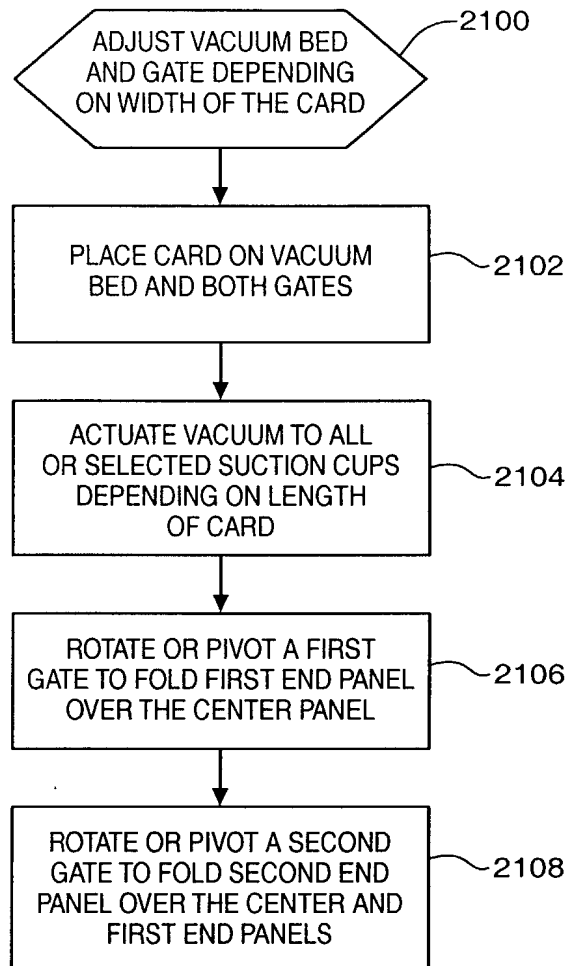 ADJUST VACUUM BED
AND GATE DEPENDING
ON WIDTH OF THE CARD
2100
PLACE CARD ON VACUUM
BED AND BOTH GATES
2102
ACTUATE VACUUM TO ALL
OR SELECTED SUCTION CUPS
DEPENDING ON LENGTH
OF CARD
2104
ROTATE OR PIVOT A FIRST
GATE TO FOLD FIRST END PANEL
OVER THE CENTER PANEL
2106
ROTATE OR PIVOT A SECOND
GATE TO FOLD SECOND END
PANEL OVER THE CENTER AND
FIRST END PANELS
2108